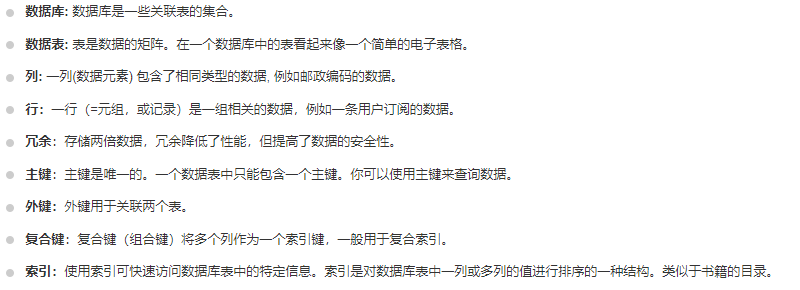 数据库: 数据库是一些关联表的集合。
数据表: 表是数据的矩阵。在一个数据库中的表看起来像一个简单的电子表格。
列: 一列(数据元素) 包含了相同类型的数据, 例如邮政编码的数据。
行：一行（=元组，或记录）是一组相关的数据，例如一条用户订阅的数据。
冗余：存储两倍数据，冗余降低了性能，但提高了数据的安全性。
主键：主键是唯一的。一个数据表中只能包含一个主键。你可以使用主键来查询数据。
外键：外键用于关联两个表。
复合键：复合键（组合键）将多个列作为一个索引键，一般用于复合索引。
索引：使用索引可快速访问数据库表中的特定信息。索引是对数据库表中一列或多列的值进行排序的一种结构。类似于书籍的目录。